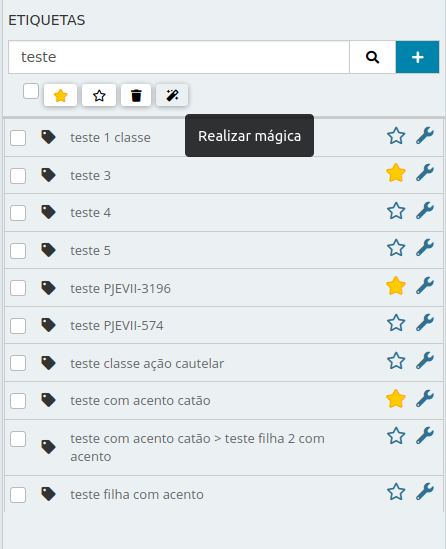 ETIQUETAS
teste
Realizar mágica
teste 1 classe
teste 3
teste 4
teste 5
teste PJEVII-3196
teste PJEVII-574
teste classe ação cautelar
teste com acento catão
teste com acento catão > teste filha 2 com
acento
teste filha com acento